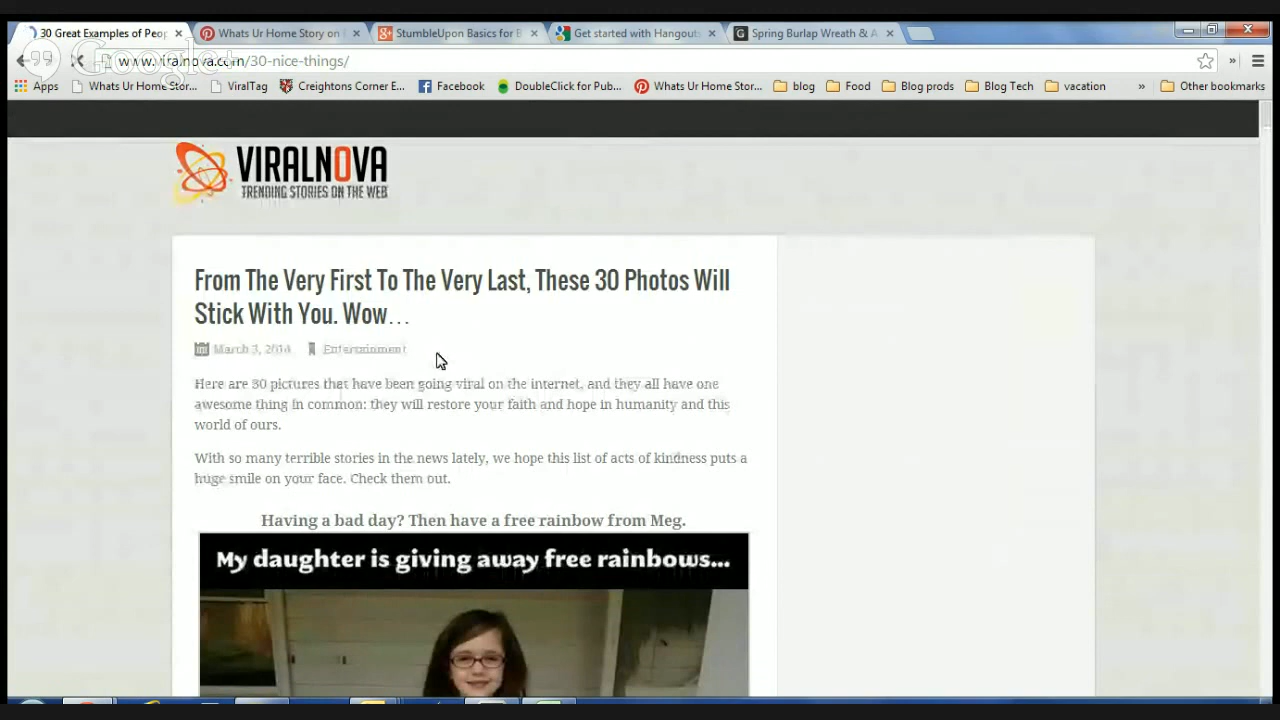 30 Great Examples of Peop
Whats Ur Home Story on
StumbleUpon Basics for B
Get started with Hangouts
Spring Burlap Wreath & A
Google+
www.viralnova.com/30-nice-things/
Apps
Whats Ur Home Stor...
ViralTag
Creightons Corner E...
Facebook
DoubleClick for Pub...
Whats Ur Home Stor...
blog
Food
Blog prods
Blog Tech
vacation
»
Other bookmarks
VIRALNOVA
TRENDING STORIES ON THE WEB
From The Very First To The Very Last, These 30 Photos Will
Stick With You. Wow...
March 3, 2014 Entertainment
Here are 30 pictures that have been going viral on the internet, and they all have one
awesome thing in common: they will restore your faith and hope in humanity and this
world of ours.
With so many terrible stories in the news lately, we hope this list of acts of kindness puts a
huge smile on your face. Check them out.
Having a bad day? Then have a free rainbow from Meg.
My daughter is giving away free rainbows...